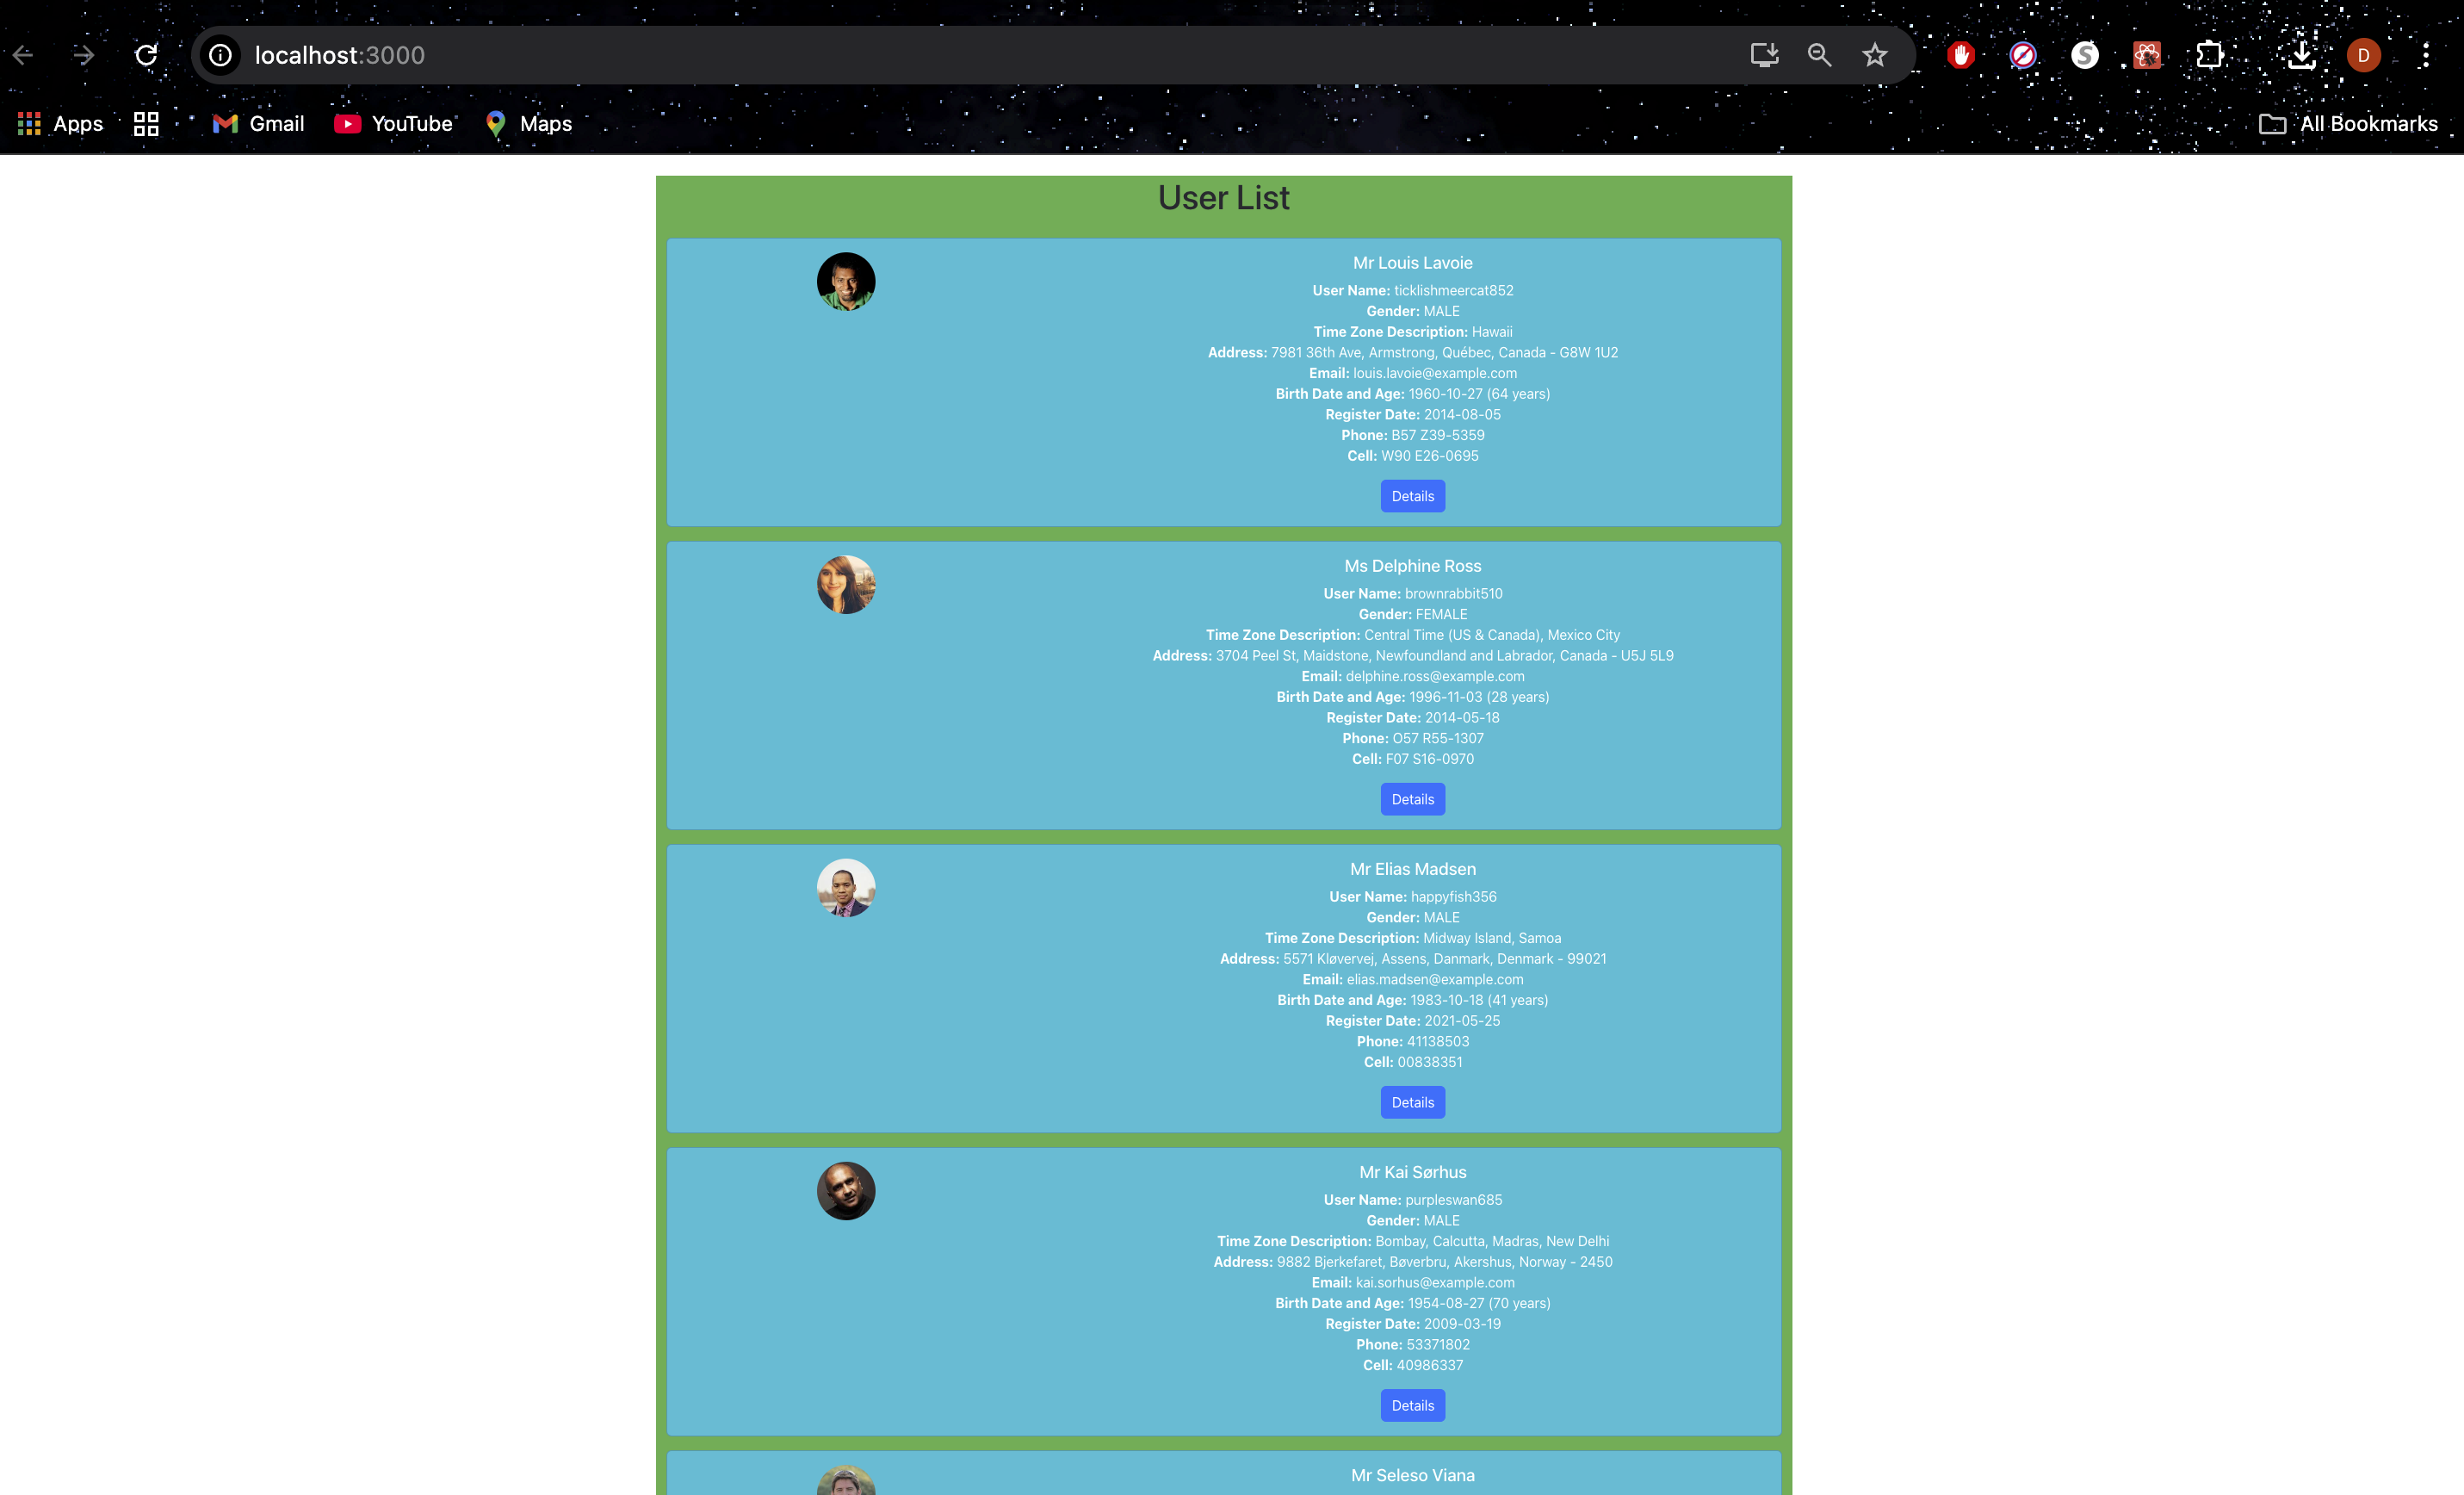 localhost:3000
D
Apps
Gmail
YouTube
Maps
All Bookmarks
User List
Mr Louis Lavoie
User Name: ticklishmeercat852
Gender: MALE
Time Zone Description: Hawaii
Address: 7981 36th Ave, Armstrong, Québec, Canada - G8W 1U2
Email: louis.lavoie@example.com
Birth Date and Age: 1960-10-27 (64 years)
Register Date: 2014-08-05
Phone: B57 Z39-5359
Cell: W90 E26-0695
Details
Ms Delphine Ross
User Name: brownrabbit510
Gender: FEMALE
Time Zone Description: Central Time (US & Canada), Mexico City
Address: 3704 Peel St, Maidstone, Newfoundland and Labrador, Canada - U5J 5L9
Email: delphine.ross@example.com
Birth Date and Age: 1996-11-03 (28 years)
Register Date: 2014-05-18
Phone: O57 R55-1307
Cell: F07 S16-0970
Details
Mr Elias Madsen
User Name: happyfish356
Gender: MALE
Time Zone Description: Midway Island, Samoa
Address: 5571 Kløvervej, Assens, Danmark, Denmark - 99021
Email: elias.madsen@example.com
Birth Date and Age: 1983-10-18 (41 years)
Register Date: 2021-05-25
Phone: 41138503
Cell: 00838351
Details
Mr Kai Sørhus
User Name: purpleswan685
Gender: MALE
Time Zone Description: Bombay, Calcutta, Madras, New Delhi
Address: 9882 Bjerkefaret, Bøverbru, Akershus, Norway - 2450
Email: kai.sorhus@example.com
Birth Date and Age: 1954-08-27 (70 years)
Register Date: 2009-03-19
Phone: 53371802
Cell: 40986337
Details
Mr Seleso Viana